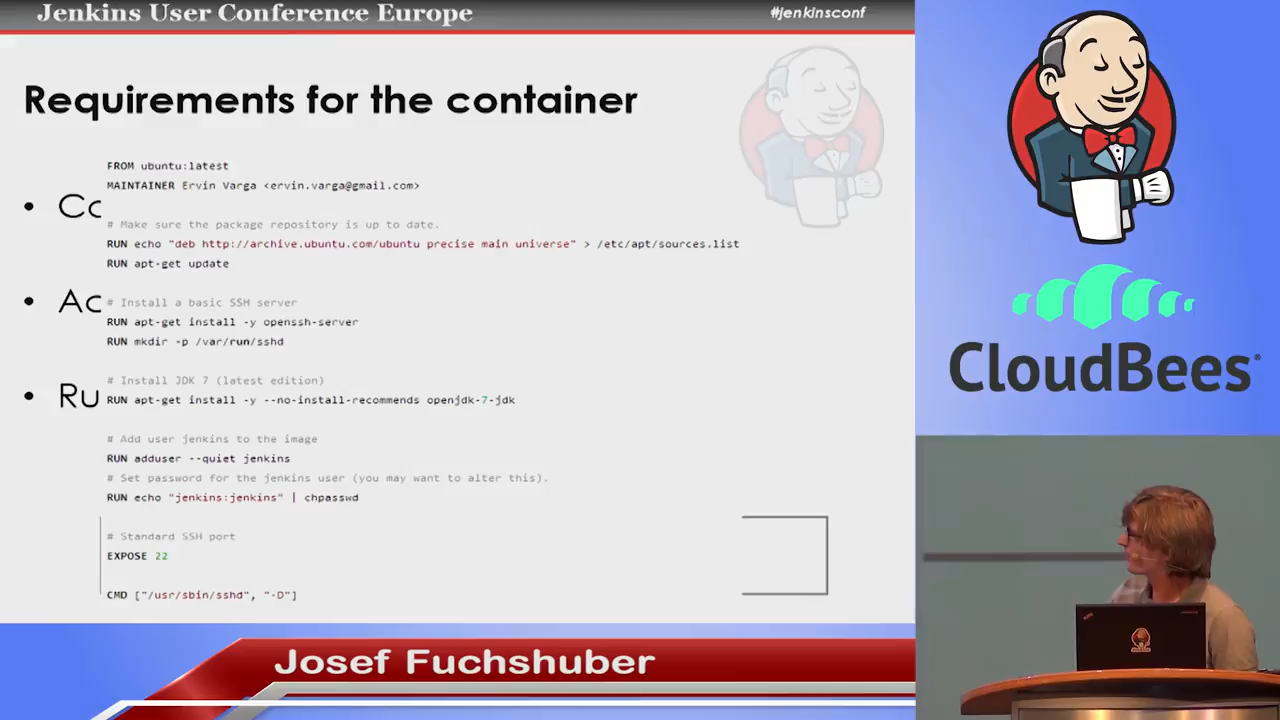 Jenkins User Conference Europe
#jenkinsconf
Requirements for the container
FROM ubuntu:latest
MAINTAINER Ervin Varga <ervin.varga@gmail.com>
• Co
# Make sure the package repository is up to date.
RUN echo "deb http://archive.ubuntu.com/ubuntu precise main universe" > /etc/apt/sources.list
RUN apt-get update
• Ac
# Install a basic SSH server
RUN apt-get install -y openssh-server
RUN mkdir -p /var/run/sshd
# Install JDK 7 (latest edition)
• Ru
RUN apt-get install -y --no-install-recommends openjdk-7-jdk
# Add user jenkins to the image
RUN adduser --quiet jenkins
# Set password for the jenkins user (you may want to alter this).
RUN echo "jenkins:jenkins" | chpasswd
# Standard SSH port
EXPOSE 22
CMD ["/usr/sbin/sshd", "-D"]
CloudBees®
Josef Fuchshuber